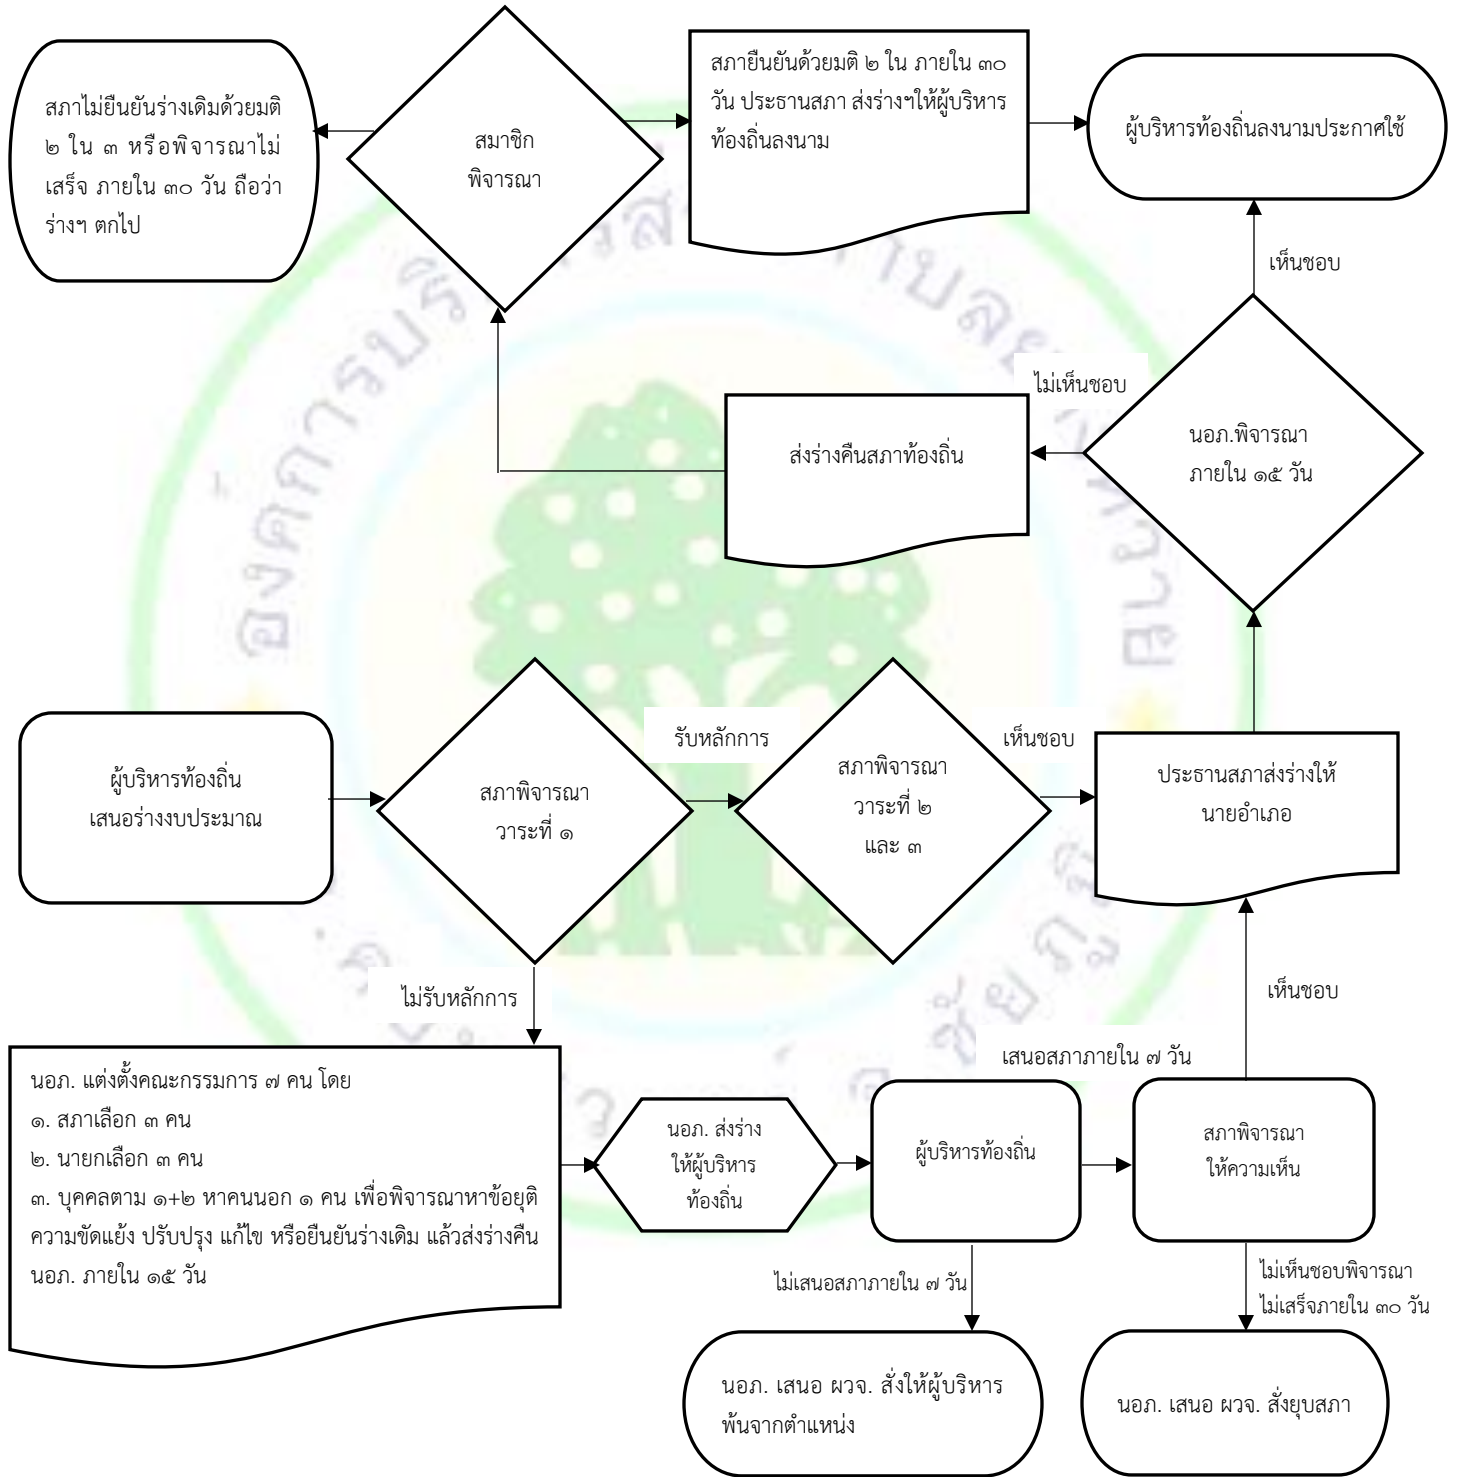 สภาไม่ยืนยันร่างเดิมด้วยมติ
๒ ใน ๓ หรือพิจารณาไม่
เสร็จ ภายใน ๓๐ วัน ถือว่า
ร่างฯ ตกไป
สมาชิก
พิจารณา
สภายืนยันด้วยมติ ๒ ใน ภายใน ๓๐
วัน ประธานสภา ส่งร่างฯให้ผู้บริหาร
ท้องถิ่นลงนาม
ผู้บริหารท้องถิ่นลงนามประกาศใช้
เห็นชอบ
ไม่เห็นชอบ
ส่งร่างคืนสภาท้องถิ่น
นอภ.พิจารณา
ภายใน ๑๕ วัน
ผู้บริหารท้องถิ่น
เสนอร่างงบประมาณ
สภาพิจารณา
วาระที่ ๑
รับหลักการ
สภาพิจารณา
วาระที่ ๒
และ ๓
เห็นชอบ
ประธานสภาส่งร่างให้
นายอำเภอ
ไม่รับหลักการ
เห็นชอบ
นอภ. แต่งตั้งคณะกรรมการ ๗ คน โดย
๑. สภาเลือก ๓ คน
๒. นายกเลือก ๓ คน
๓. บุคคลตาม ๑+๒ หาคนนอก ๑ คน เพื่อพิจารณาหาข้อยุติ
ความขัดแย้ง ปรับปรุง แก้ไข หรือยืนยันร่างเดิม แล้วส่งร่างคืน
นอภ. ภายใน ๑๕ วัน
นอภ. ส่งร่าง
ให้ผู้บริหาร
ท้องถิ่น
เสนอสภาภายใน ๗ วัน
ผู้บริหารท้องถิ่น
สภาพิจารณา
ให้ความเห็น
ไม่เสนอสภาภายใน ๗ วัน
ไม่เห็นชอบพิจารณา
ไม่เสร็จภายใน ๓๐ วัน
นอภ. เสนอ ผวจ. สั่งให้ผู้บริหาร
พ้นจากตำแหน่ง
นอภ. เสนอ ผวจ. สั่งยุบสภา